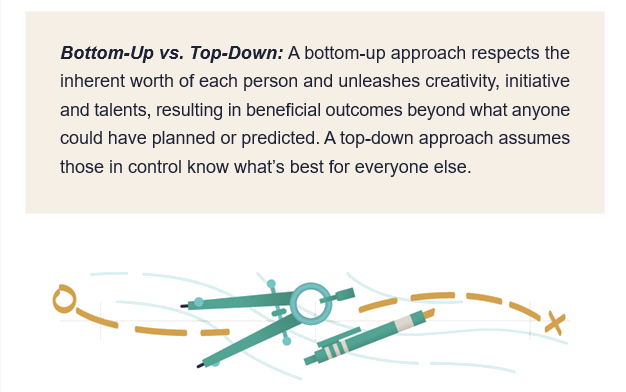 Bottom-Up vs. Top-Down: A bottom-up approach respects the
inherent worth of each person and unleashes creativity, initiative
and talents, resulting in beneficial outcomes beyond what anyone
could have planned or predicted. A top-down approach assumes
those in control know what’s best for everyone else.